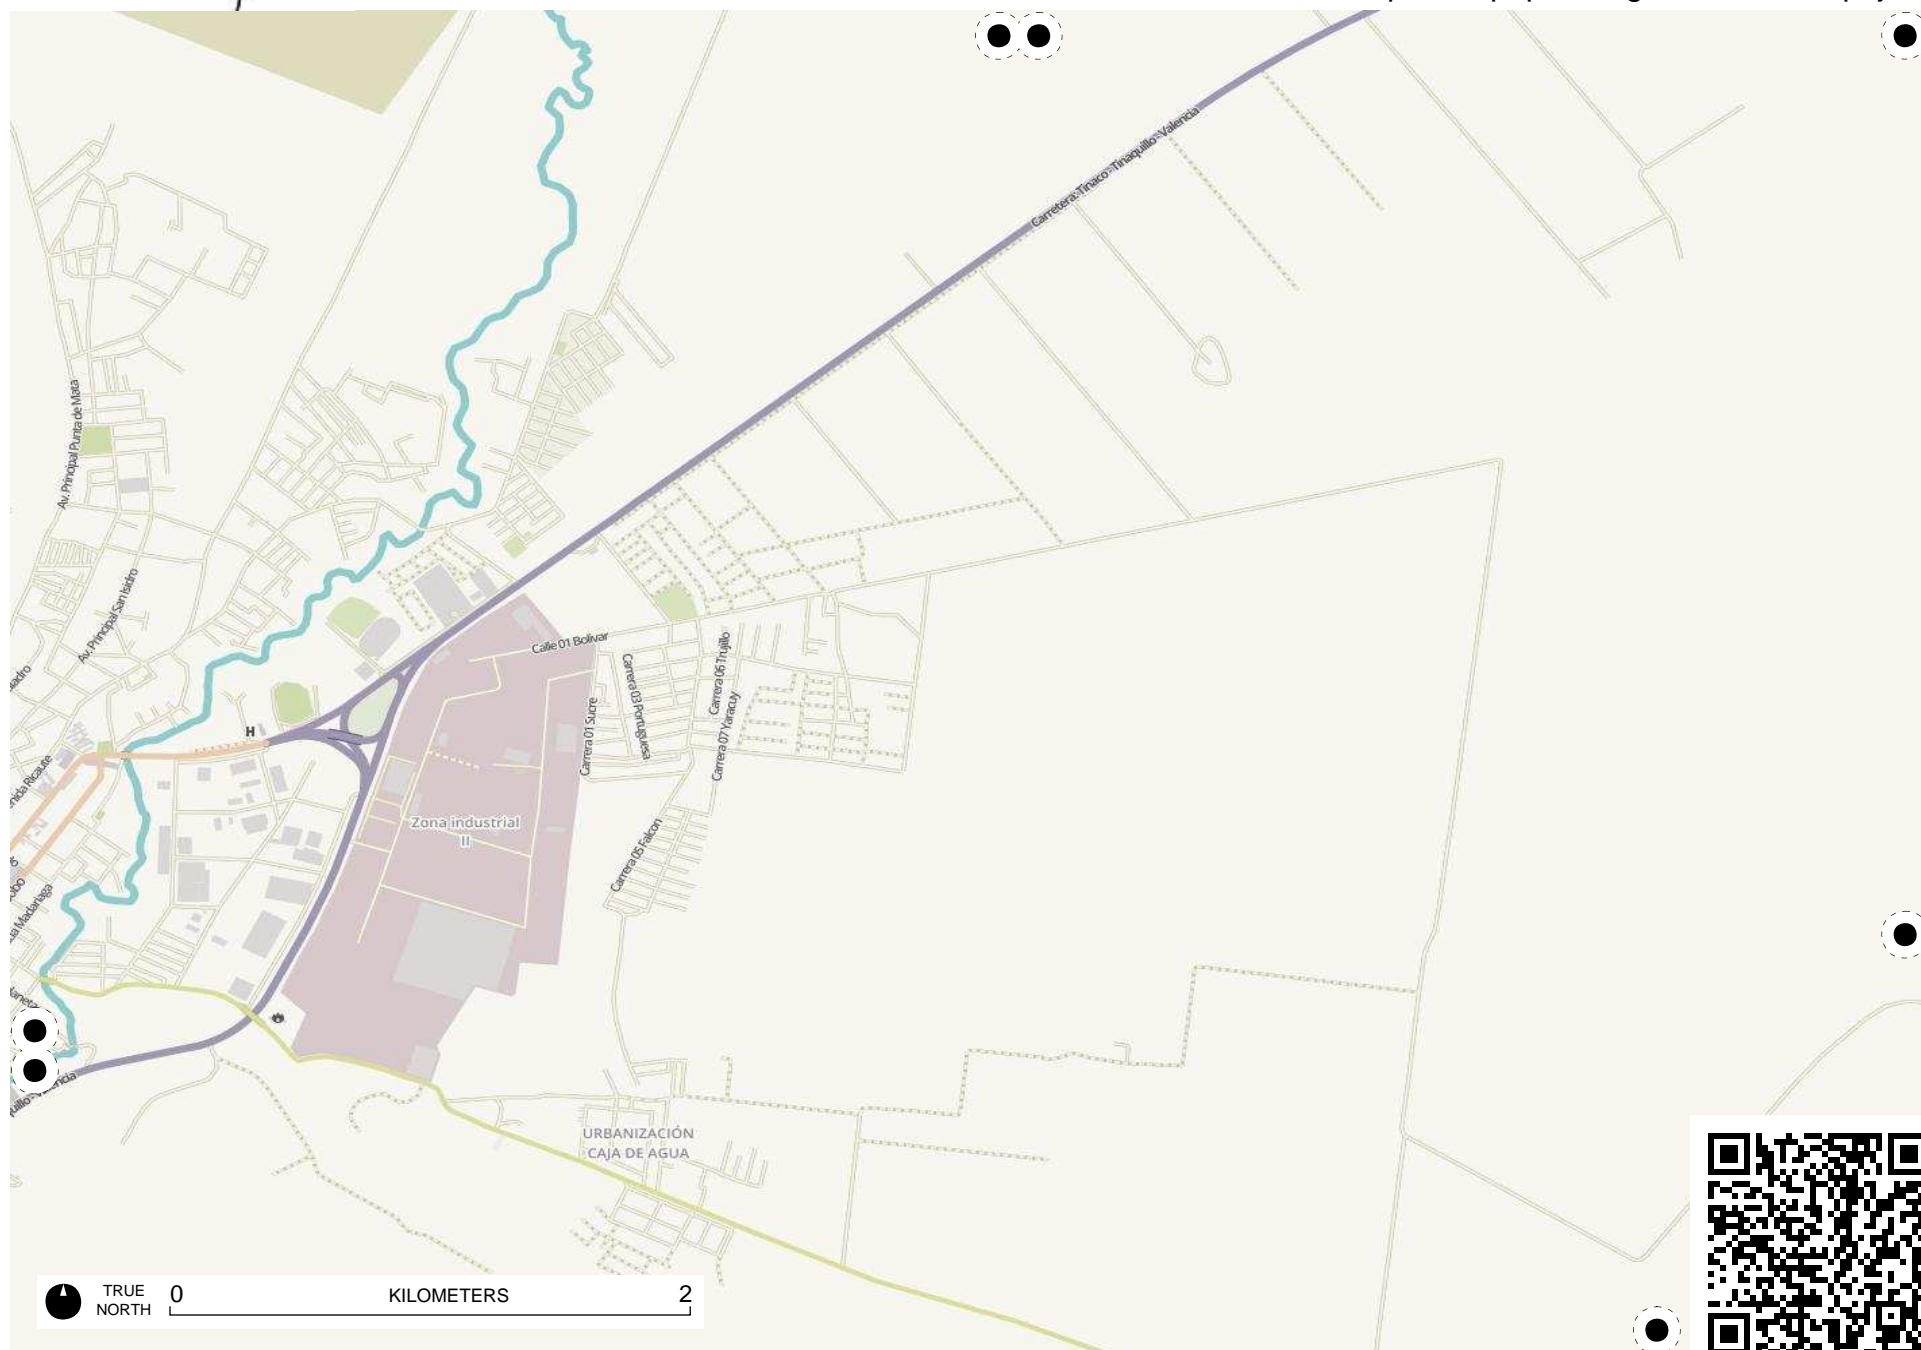 Carretera: Tinaco - Tinaquillo - Valencia
Av. Principal Punta de Mata
Av. Principal San Isidro
Calle 01 Bolivar
Carrera 01 Sucre
Carrera 03 Portuguesa
Carrera 06 Trujillo
Carrera 07 Yaracuy
H
Zona industrial
II
Carrera 05 Falcon
Madariaga
URBANIZACIÓN
CAJA DE AGUA
TRUE
NORTH
0
KILOMETERS
2